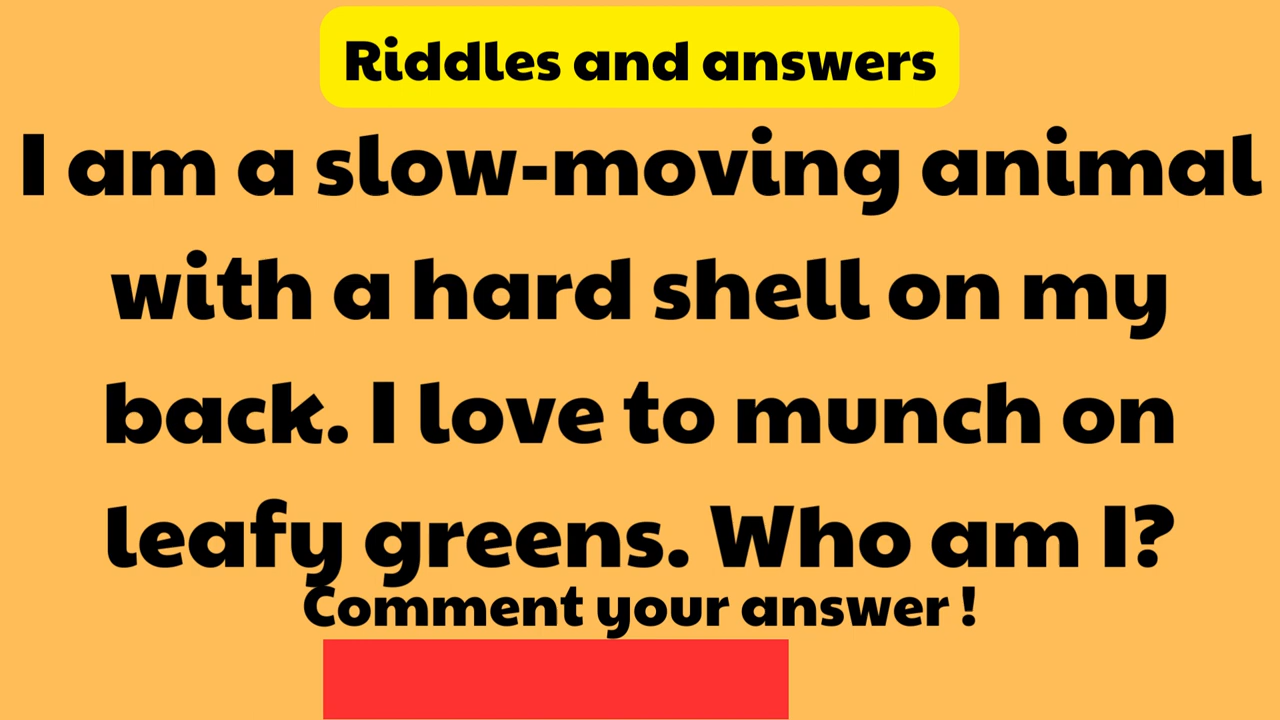 Riddles and answers
I am a slow-moving animal
with a hard shell on my
back. I love to munch on
leafy greens. Who am I?
Comment your answer !